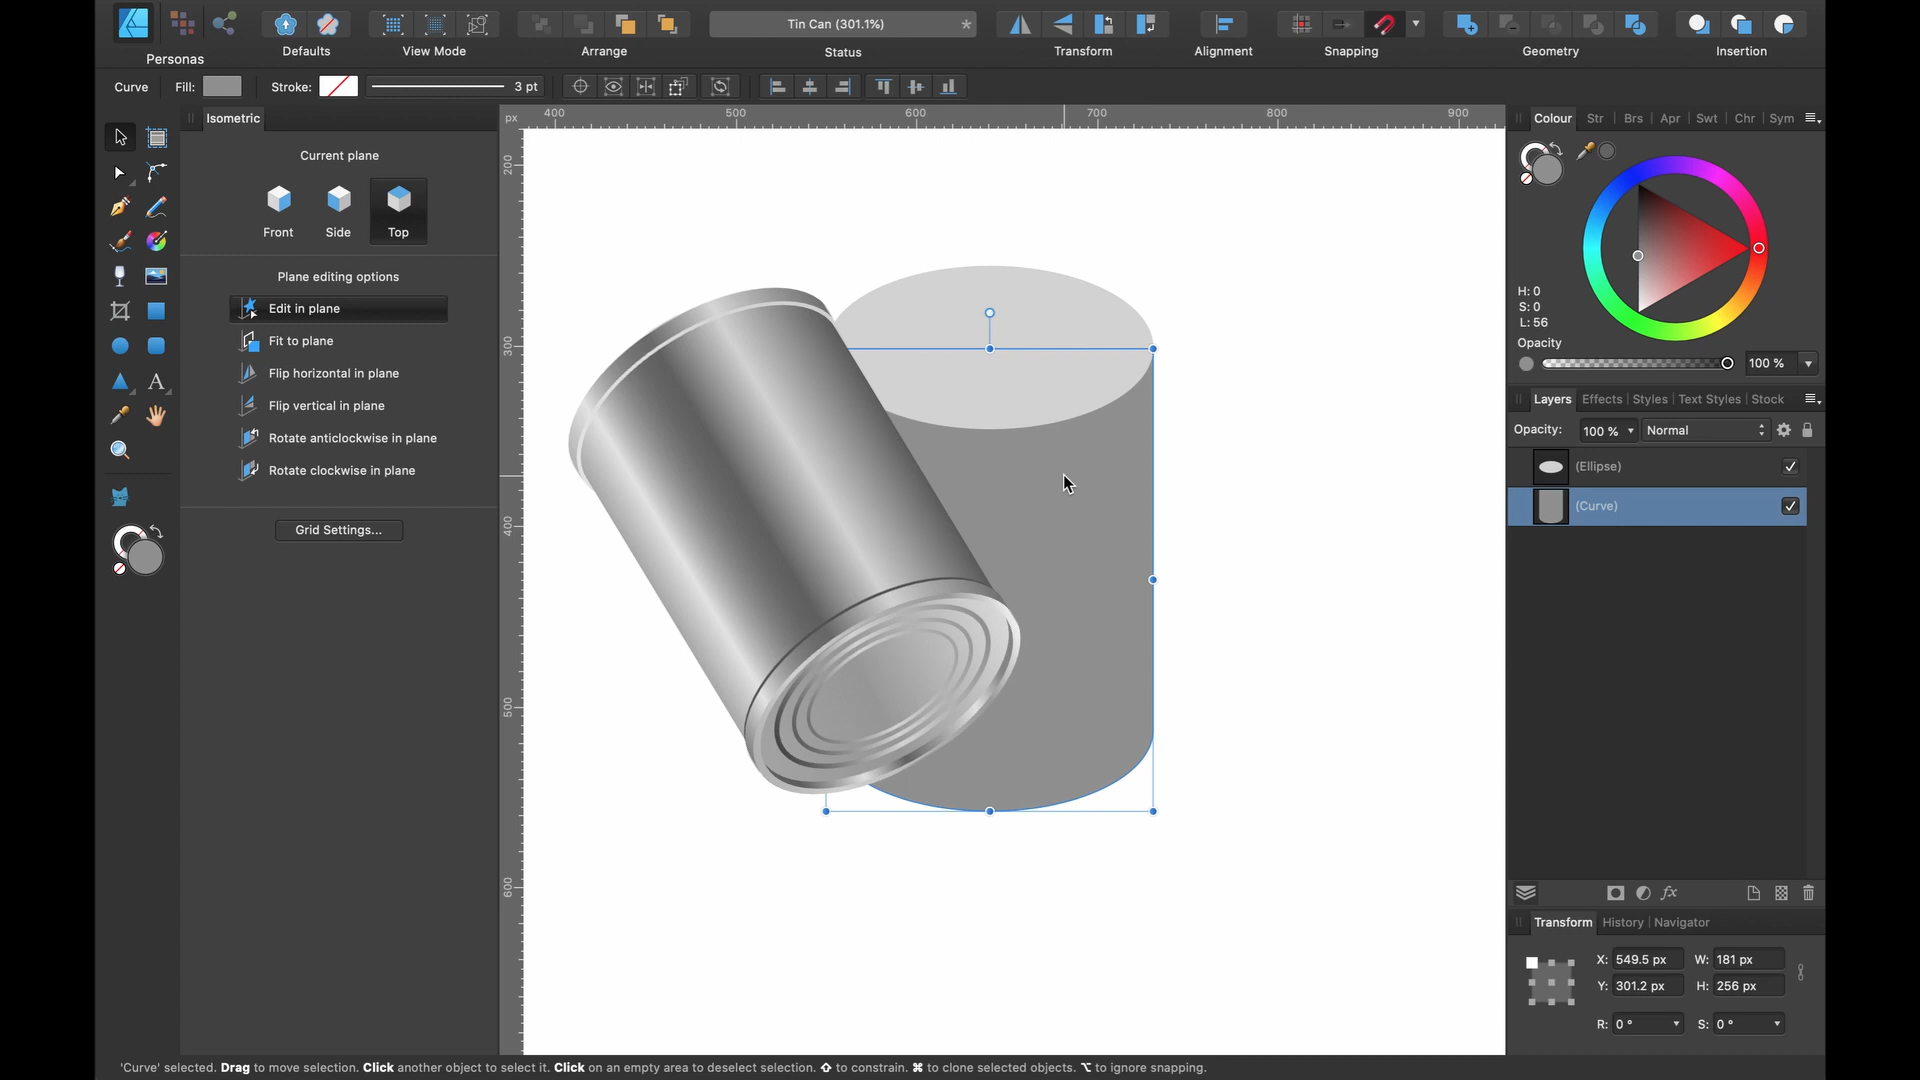 Personas
Defaults
View Mode
Arrange
Tin Can (301.1%)
*
Status
Transform
Alignment
Snapping
Geometry
Insertion
Curve Fill: Stroke: 3 pt
Isometric
px 400 500 600 700 800 900
200
300
400
500
600
Current plane
Front Side Top
Plane editing options
Edit in plane
Fit to plane
Flip horizontal in plane
Flip vertical in plane
Rotate anticlockwise in plane
Rotate clockwise in plane
Grid Settings...
Colour Str Brs Apr Swt Chr Sym
H: 0
S: 0
L: 56
Opacity
100 %
Layers Effects Styles Text Styles Stock
Opacity: 100 % Normal
(Ellipse)
(Curve)
Transform History Navigator
X: 549.5 px W: 181 px
Y: 301.2 px H: 256 px
R: 0 ° S: 0 °
'Curve' selected. Drag to move selection. Click another object to select it. Click on an empty area to deselect selection. ⇧ to constrain. ⌘ to clone selected objects. ⌥ to ignore snapping.